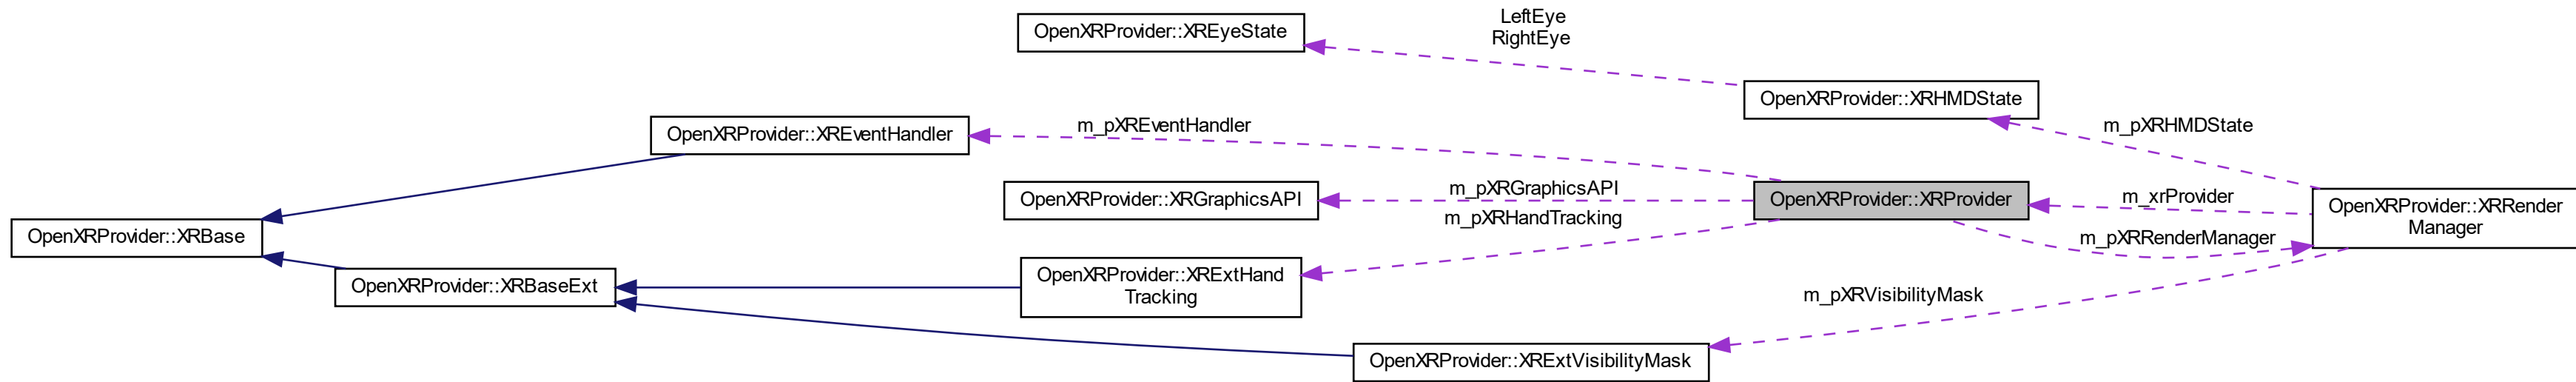 LeftEye
RightEye
OpenXRProvider::XREyeState
OpenXRProvider::XRHMDState
OpenXRProvider::XREventHandler
m_pXREventHandler
m_pXRHMDState
OpenXRProvider::XRGraphicsAPI
m_pXRGraphicsAPI
OpenXRProvider::XRProvider
m_xrProvider
OpenXRProvider::XRRender
Manager
m_pXRHandTracking
m_pXRRenderManager
OpenXRProvider::XRBase
OpenXRProvider::XRBaseExt
OpenXRProvider::XRExtHand
Tracking
m_pXRVisibilityMask
OpenXRProvider::XRExtVisibilityMask